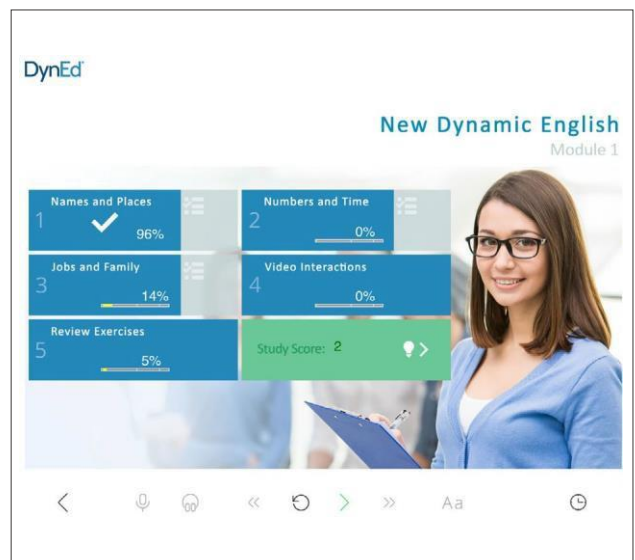 DynEd
New Dynamic English
Module 1
1 Names and Places
96%
2 Numbers and Time
0%
3 Jobs and Family
14%
4 Video Interactions
0%
5 Review Exercises
5%
Study Score: 2
Aa